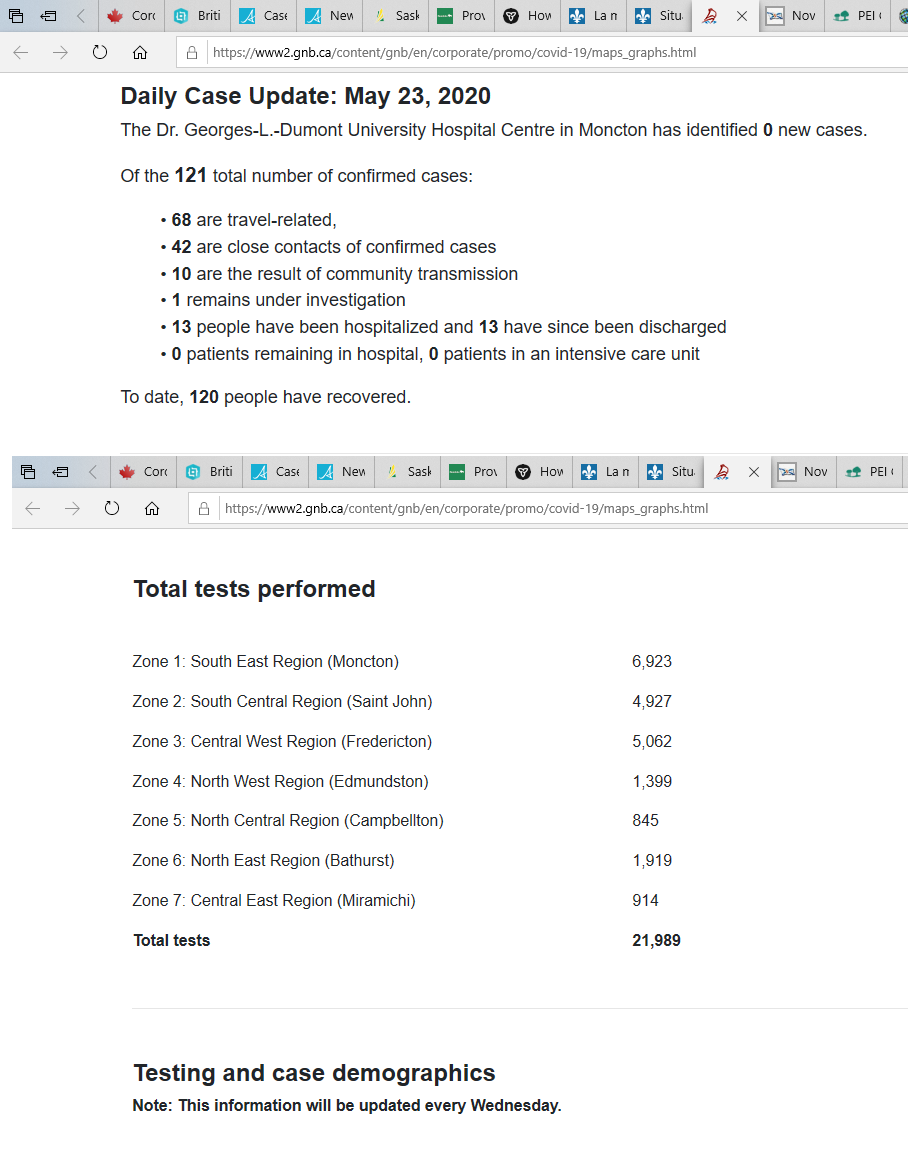 Corc Briti Case New Sask Prov How La n Situ Nov PEI
https://www2.gnb.ca/content/gnb/en/corporate/promo/covid-19/maps_graphs.html
Daily Case Update: May 23, 2020
The Dr. Georges-L.-Dumont University Hospital Centre in Moncton has identified 0 new cases.
Of the 121 total number of confirmed cases:
• 68 are travel-related,
• 42 are close contacts of confirmed cases
• 10 are the result of community transmission
• 1 remains under investigation
• 13 people have been hospitalized and 13 have since been discharged
• 0 patients remaining in hospital, 0 patients in an intensive care unit
To date, 120 people have recovered.
Corc Briti Case New Sask Prov How La n Situ Nov PEI
https://www2.gnb.ca/content/gnb/en/corporate/promo/covid-19/maps_graphs.html
Total tests performed
Zone 1: South East Region (Moncton) 6,923
Zone 2: South Central Region (Saint John) 4,927
Zone 3: Central West Region (Fredericton) 5,062
Zone 4: North West Region (Edmundston) 1,399
Zone 5: North Central Region (Campbellton) 845
Zone 6: North East Region (Bathurst) 1,919
Zone 7: Central East Region (Miramichi) 914
Total tests 21,989
Testing and case demographics
Note: This information will be updated every Wednesday.